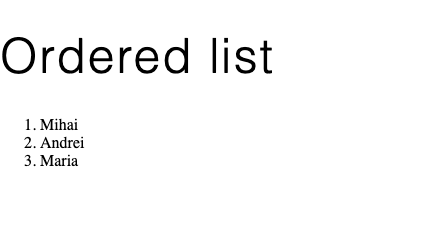 Ordered list
1. Mihai
2. Andrei
3. Maria